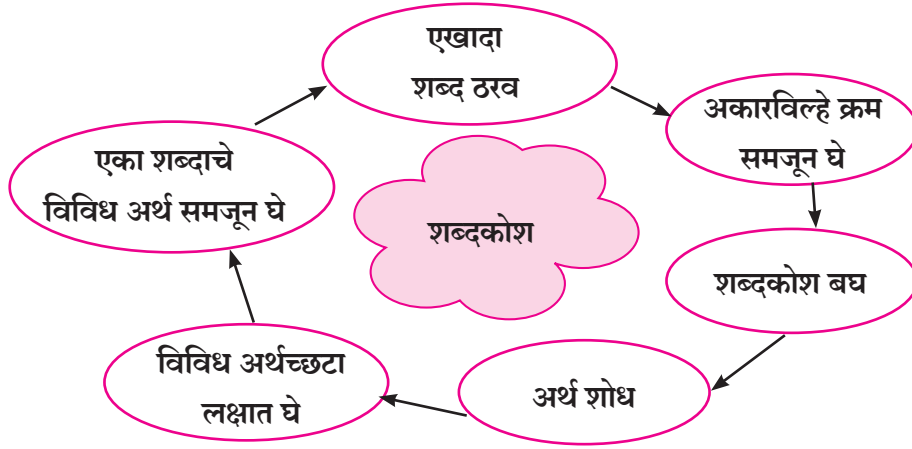 एखादा
शब्द ठरव
अकारविल्हे क्रम
समजून घे
शब्दकोश बघ
अर्थ शोध
विविध अर्थच्छटा
लक्षात घे
एका शब्दाचे
विविध अर्थ समजून घे
शब्दकोश